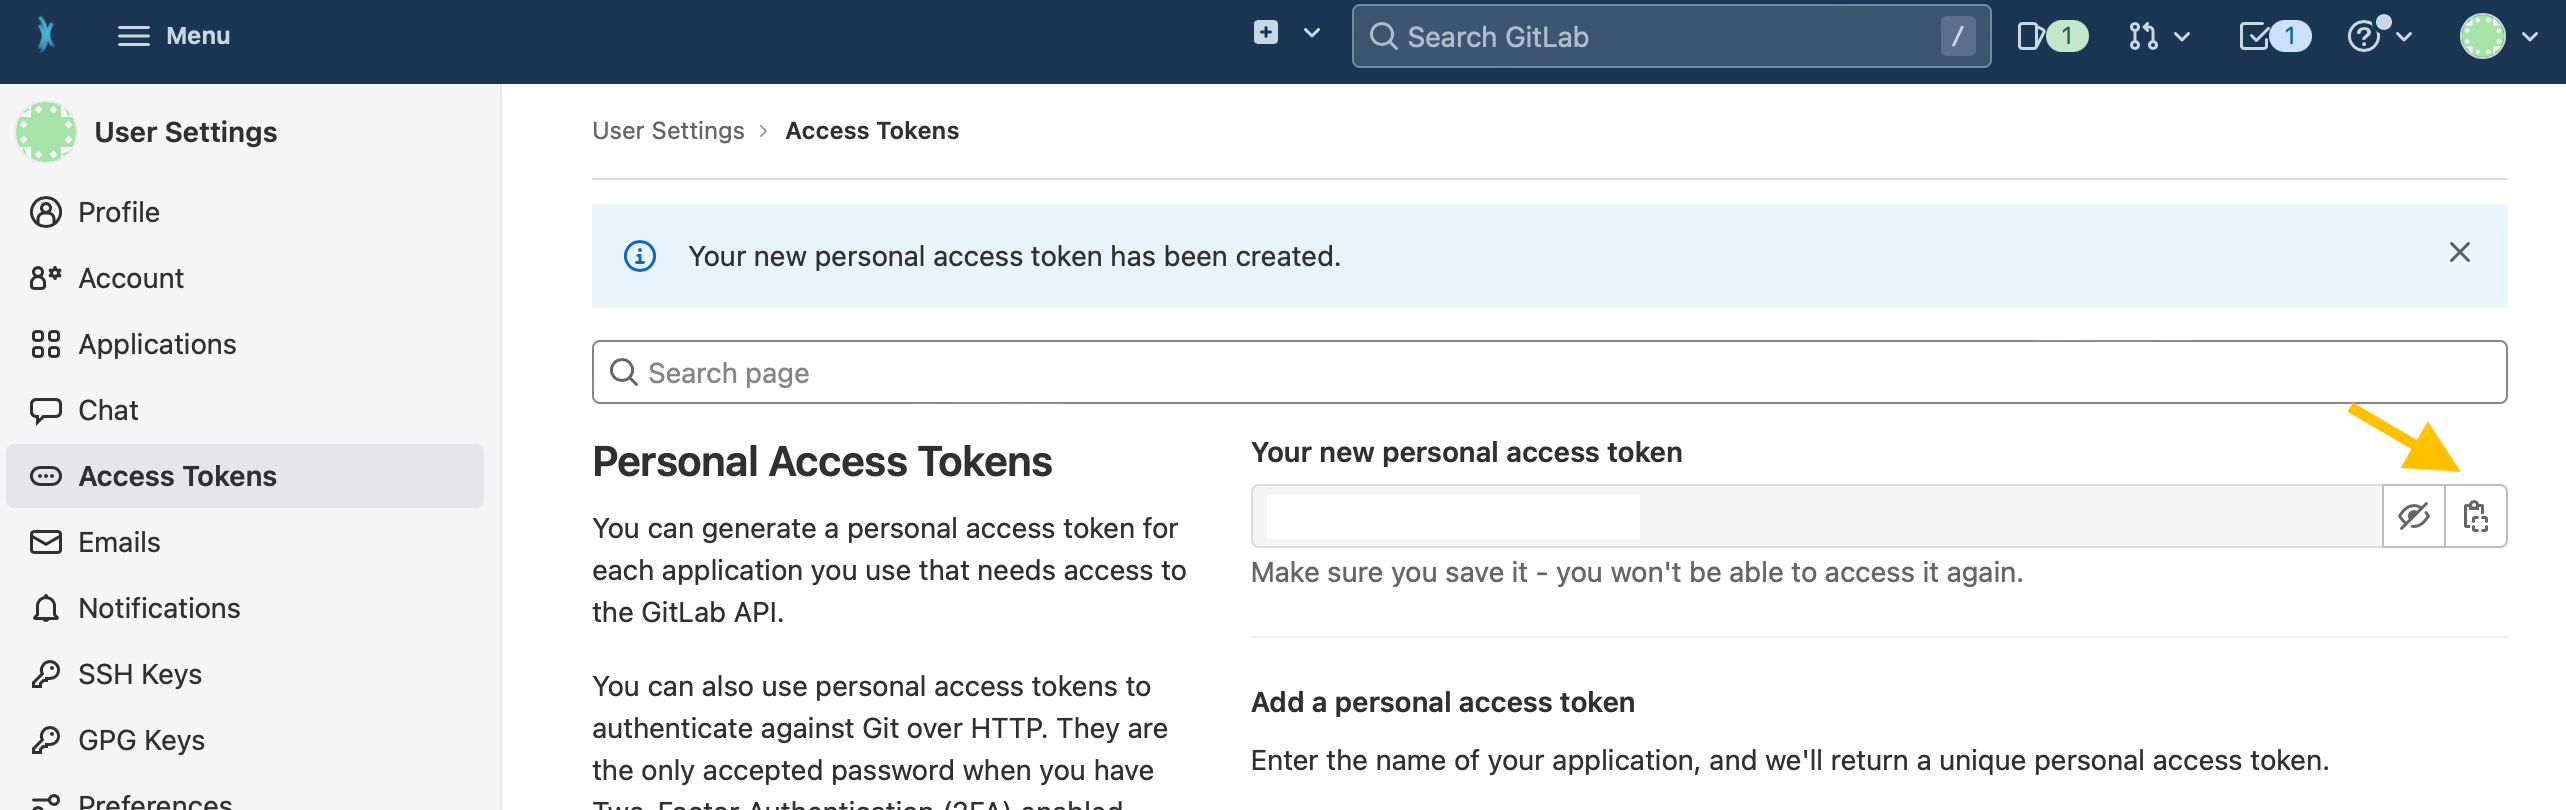 Menu
Search GitLab
/
1
1
User Settings
Profile
Account
Applications
Chat
Access Tokens
Emails
Notifications
SSH Keys
GPG Keys
Preferences
User Settings > Access Tokens
Your new personal access token has been created.
Search page
Personal Access Tokens
You can generate a personal access token for
each application you use that needs access to
the GitLab API.
You can also use personal access tokens to
authenticate against Git over HTTP. They are
the only accepted password when you have
Two-Factor Authentication (2FA) enabled.
Your new personal access token
Make sure you save it - you won't be able to access it again.
Add a personal access token
Enter the name of your application, and we'll return a unique personal access token.